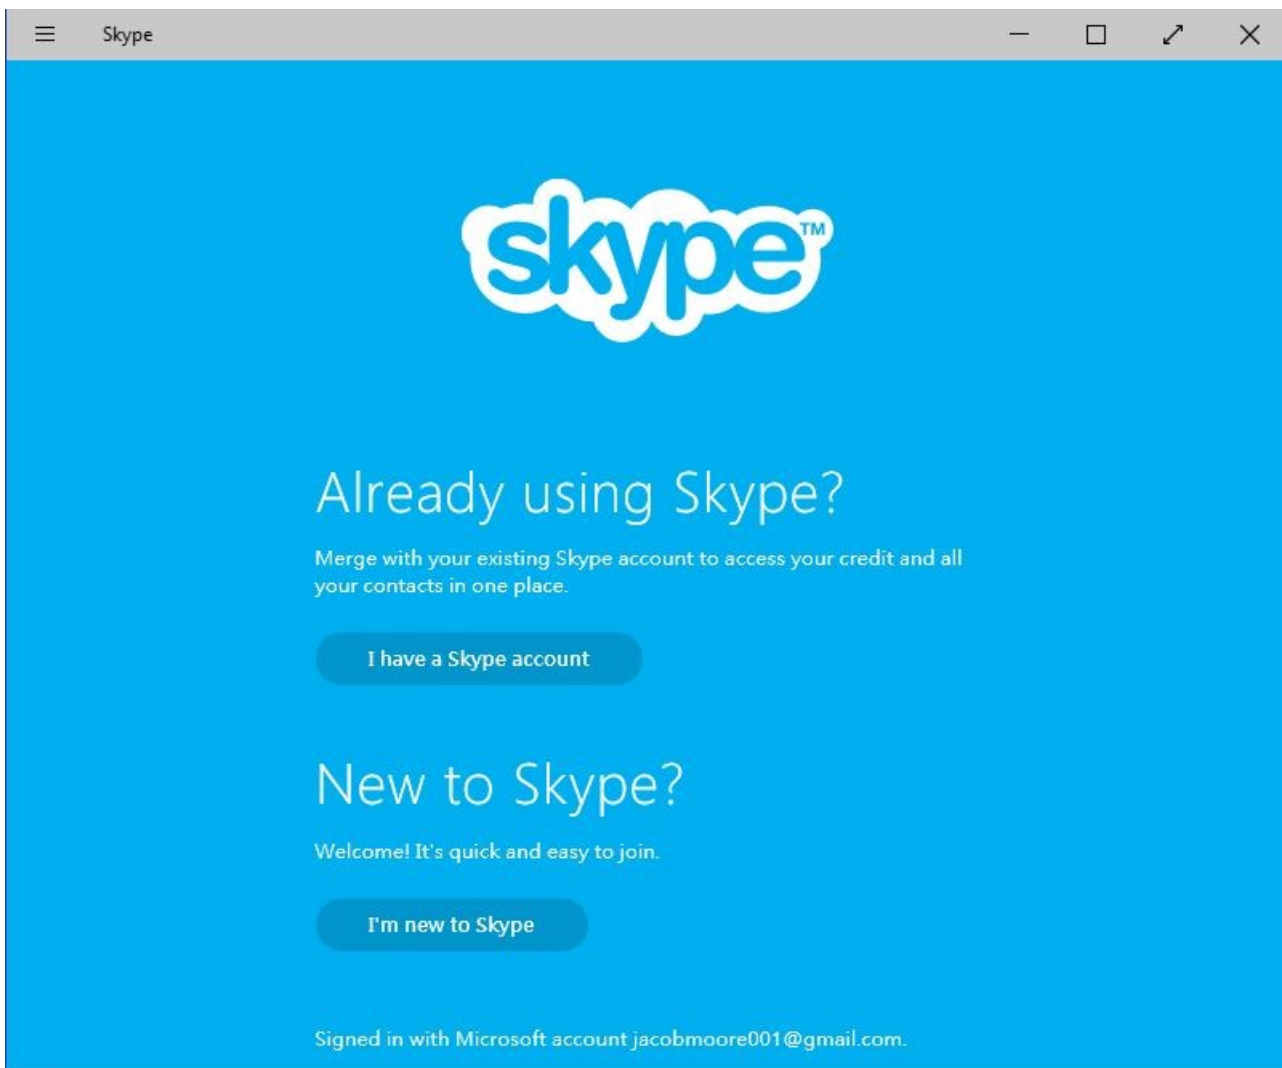 Skype
skype™
Already using Skype?
Merge with your existing Skype account to access your credit and all
your contacts in one place.
I have a Skype account
New to Skype?
Welcome! It's quick and easy to join.
I'm new to Skype
Signed in with Microsoft account jacobmoore001@gmail.com.